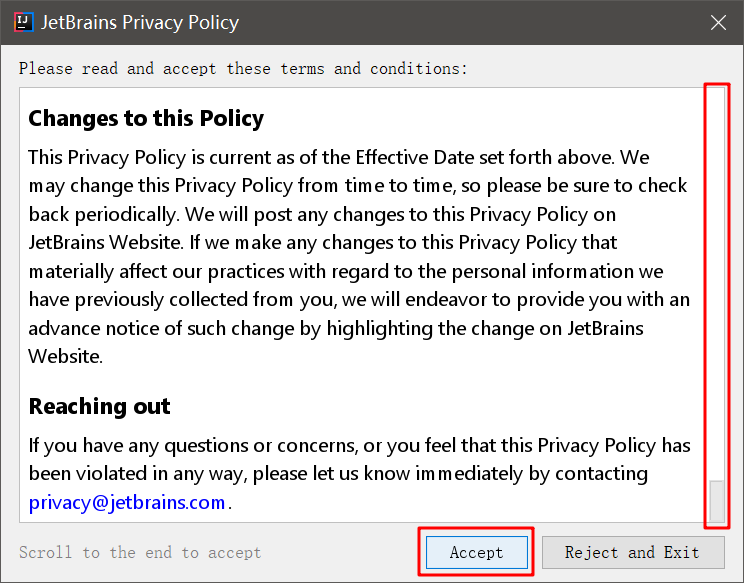 IJ JetBrains Privacy Policy
Please read and accept these terms and conditions:
Changes to this Policy
This Privacy Policy is current as of the Effective Date set forth above. We
may change this Privacy Policy from time to time, so please be sure to check
back periodically. We will post any changes to this Privacy Policy on
JetBrains Website. If we make any changes to this Privacy Policy that
materially affect our practices with regard to the personal information we
have previously collected from you, we will endeavor to provide you with an
advance notice of such change by highlighting the change on JetBrains
Website.
Reaching out
If you have any questions or concerns, or you feel that this Privacy Policy has
been violated in any way, please let us know immediately by contacting
privacy@jetbrains.com.
Scroll to the end to accept
Accept
Reject and Exit